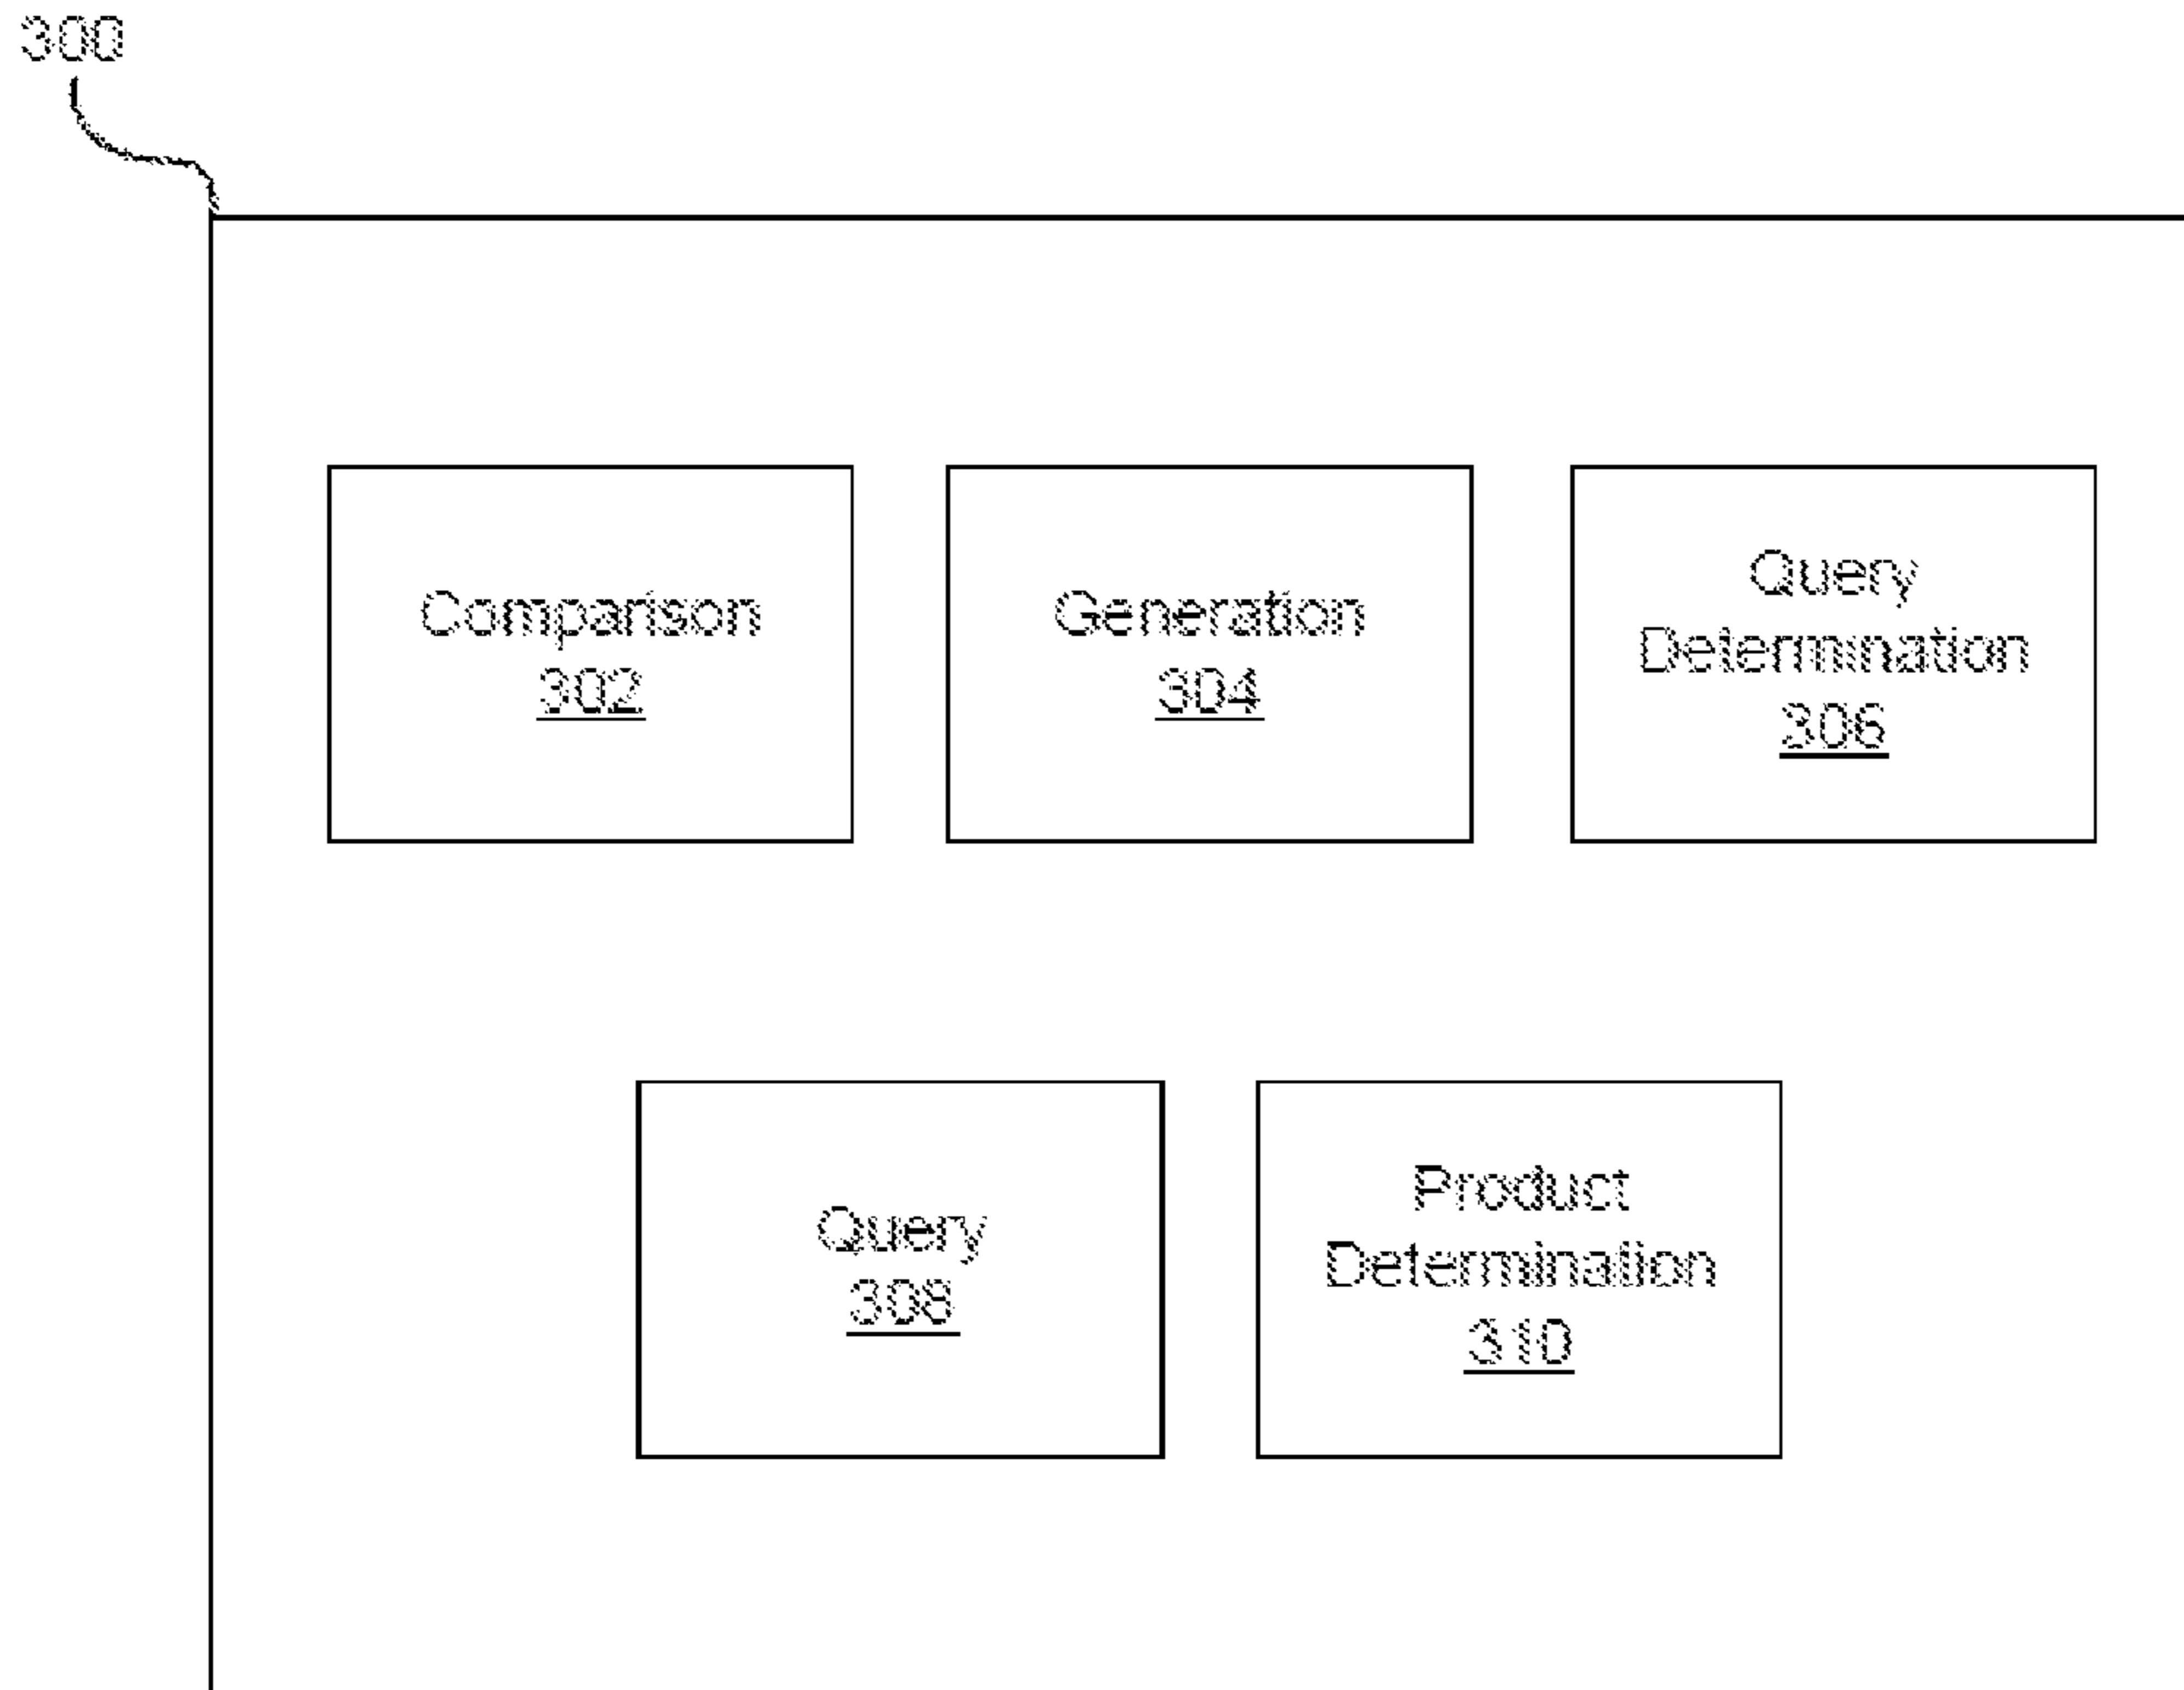 300
Comparison
302
Generation
304
Query
Determination
306
Query
308
Product
Determination
310